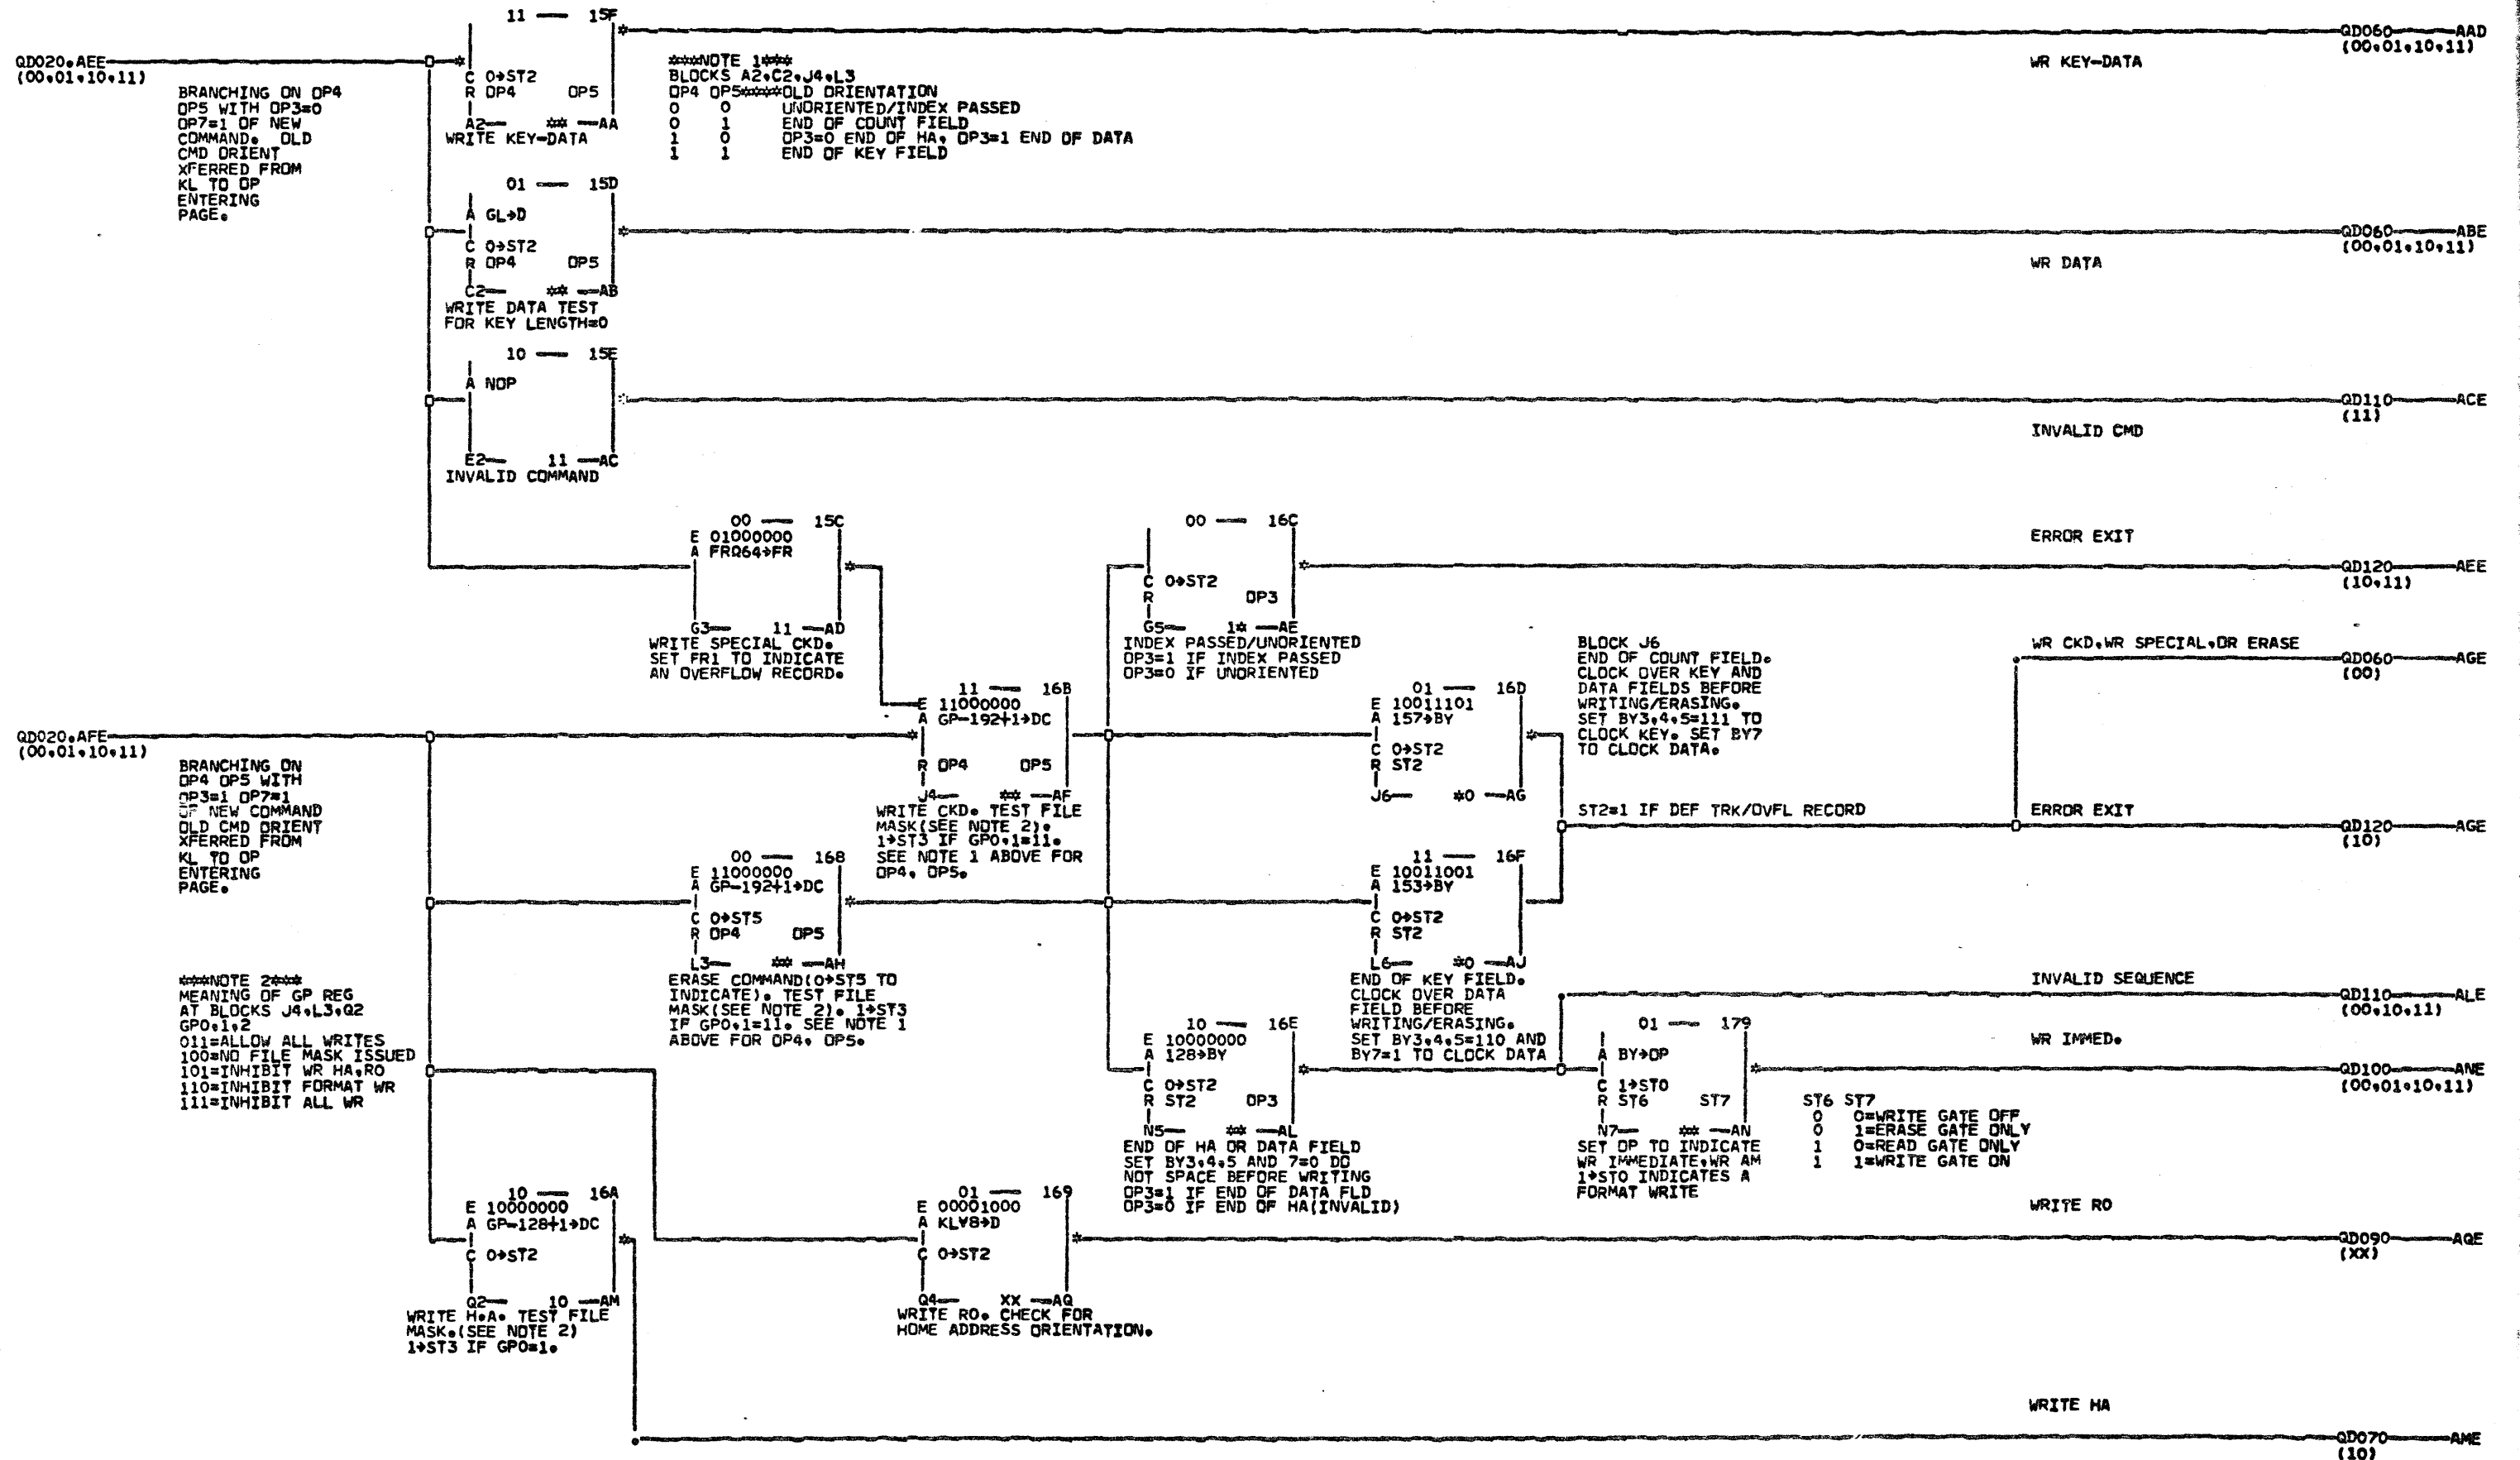 QD020.AEE
(00,01,10,11)
BRANCHING ON OP4
OP5 WITH OP3=0
OP7=1 OF NEW
COMMAND. OLD
CMD ORIENT
XFERRED FROM
KL TO OP
ENTERING
PAGE.
11 — 15F
*
C 0→ST2
R OP4 OP5
A2— ** —AA
WRITE KEY-DATA
***NOTE 1***
BLOCKS A2,C2,J4,L3
OP4 OP5****OLD ORIENTATION
0 0 UNORIENTED/INDEX PASSED
0 1 END OF COUNT FIELD
1 0 OP3=0 END OF HA, OP3=1 END OF DATA
1 1 END OF KEY FIELD
QD060 AAD
(00,01,10,11)
WR KEY-DATA
01 — 15D
A GL→D
C 0→ST2
R OP4 OP5
C2— ** —AB
WRITE DATA TEST
FOR KEY LENGTH=0
QD060 ABE
(00,01,10,11)
WR DATA
10 — 15E
A NOP
E2— 11 —AC
INVALID COMMAND
QD110 ACE
(11)
INVALID CMD
00 — 15C
E 01000000
A FRΩ64→FR
G3— 11 —AD
WRITE SPECIAL CKD.
SET FR1 TO INDICATE
AN OVERFLOW RECORD.
00 — 16C
C 0→ST2
R OP3
G5— 1* —AE
INDEX PASSED/UNORIENTED
OP3=1 IF INDEX PASSED
OP3=0 IF UNORIENTED
ERROR EXIT
QD120 AEE
(10,11)
QD020.AFE
(00,01,10,11)
BRANCHING ON
OP4 OP5 WITH
OP3=1 OP7=1
OF NEW COMMAND
OLD CMD ORIENT
XFERRED FROM
KL TO OP
ENTERING
PAGE.
11 — 16B
E 11000000
A GP-192+1→DC
R OP4 OP5
J4— ** —AF
WRITE CKD. TEST FILE
MASK(SEE NOTE 2).
1→ST3 IF GP0,1=11.
SEE NOTE 1 ABOVE FOR
OP4, OP5.
01 — 16D
E 10011101
A 157→BY
C 0→ST2
R ST2
J6— *0 —AG
BLOCK J6
END OF COUNT FIELD.
CLOCK OVER KEY AND
DATA FIELDS BEFORE
WRITING/ERASING.
SET BY3,4,5=111 TO
CLOCK KEY. SET BY7
TO CLOCK DATA.
WR CKD,WR SPECIAL,OR ERASE
QD060 AGE
(00)
ST2=1 IF DEF TRK/OVFL RECORD
ERROR EXIT
QD120 AGE
(10)
00 — 168
E 11000000
A GP-192+1→DC
C 0→ST5
R OP4 OP5
L3— ** —AH
ERASE COMMAND(0→ST5 TO
INDICATE). TEST FILE
MASK(SEE NOTE 2). 1→ST3
IF GP0,1=11. SEE NOTE 1
ABOVE FOR OP4, OP5.
11 — 16F
E 10011001
A 153→BY
C 0→ST2
R ST2
L6— *0 —AJ
END OF KEY FIELD.
CLOCK OVER DATA
FIELD BEFORE
WRITING/ERASING.
SET BY3,4,5=110 AND
BY7=1 TO CLOCK DATA
***NOTE 2***
MEANING OF GP REG
AT BLOCKS J4,L3,Q2
GP0,1,2
011=ALLOW ALL WRITES
100=NO FILE MASK ISSUED
101=INHIBIT WR HA,R0
110=INHIBIT FORMAT WR
111=INHIBIT ALL WR
10 — 16E
E 10000000
A 128→BY
C 0→ST2
R ST2 OP3
N5— ** —AL
END OF HA OR DATA FIELD
SET BY3,4,5 AND 7=0 DO
NOT SPACE BEFORE WRITING
OP3=1 IF END OF DATA FLD
OP3=0 IF END OF HA(INVALID)
INVALID SEQUENCE
QD110 ALE
(00,10,11)
01 — 179
A BY→OP
C 1→ST0
R ST6 ST7
N7— ** —AN
SET OP TO INDICATE
WR IMMEDIATE,WR AM
1→ST0 INDICATES A
FORMAT WRITE
WR IMMED.
QD100 ANE
(00,01,10,11)
ST6 ST7
0 0=WRITE GATE OFF
0 1=ERASE GATE ONLY
1 0=READ GATE ONLY
1 1=WRITE GATE ON
10 — 16A
E 10000000
A GP-128+1→DC
C 0→ST2
Q2— 10 —AM
WRITE H.A. TEST FILE
MASK.(SEE NOTE 2)
1→ST3 IF GP0=1.
01 — 169
E 00001000
A KL∀8→D
C 0→ST2
Q4— XX —AQ
WRITE R0. CHECK FOR
HOME ADDRESS ORIENTATION.
WRITE R0
QD090 AQE
(XX)
WRITE HA
QD070 AME
(10)